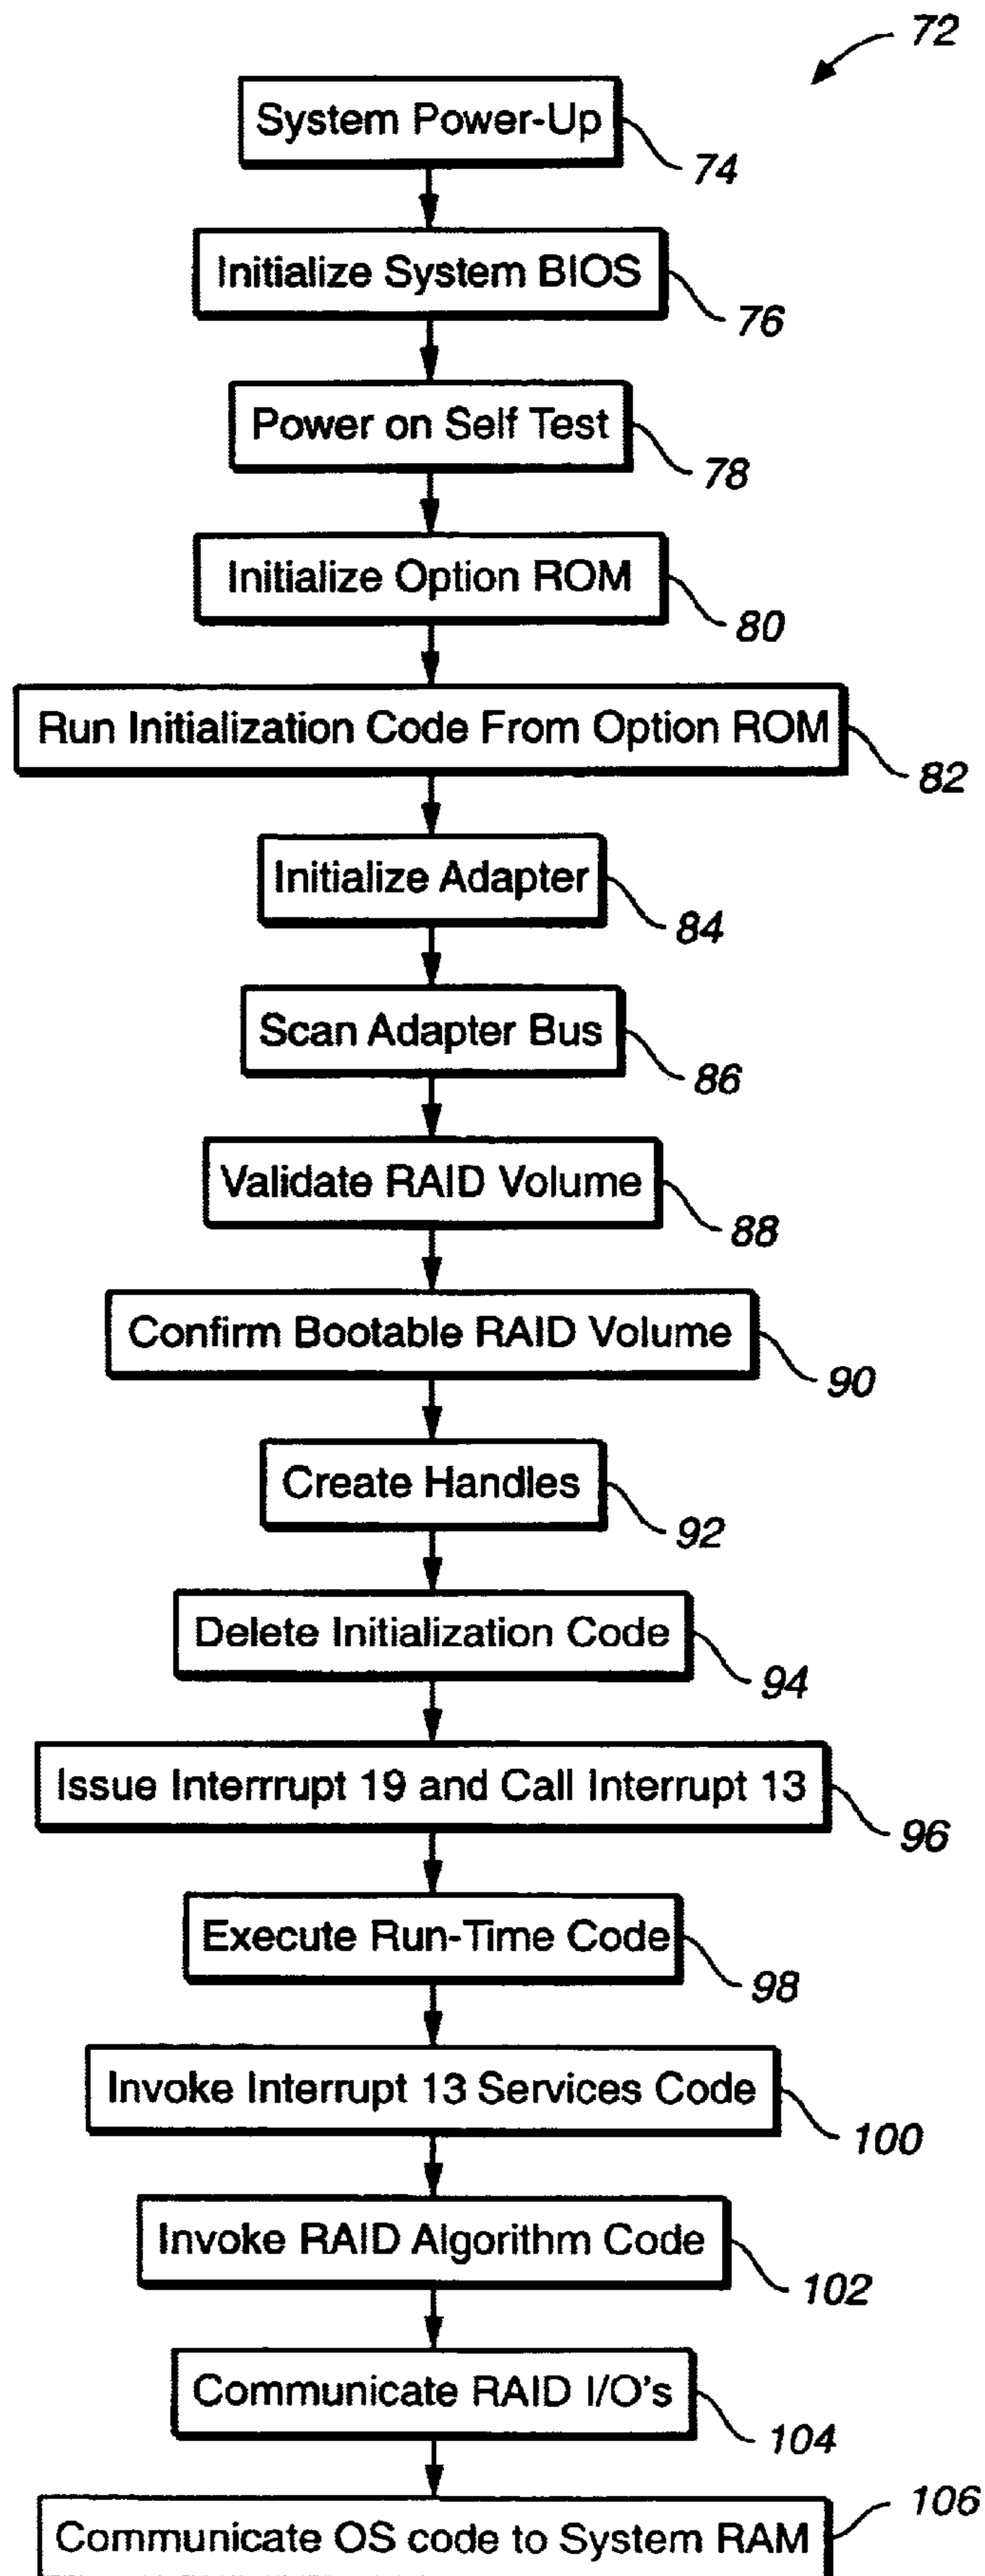 72
System Power-Up
74
Initialize System BIOS
76
Power on Self Test
78
Initialize Option ROM
80
Run Initialization Code From Option ROM
82
Initialize Adapter
84
Scan Adapter Bus
86
Validate RAID Volume
88
Confirm Bootable RAID Volume
90
Create Handles
92
Delete Initialization Code
94
Issue Interrrupt 19 and Call Interrupt 13
96
Execute Run-Time Code
98
Invoke Interrupt 13 Services Code
100
Invoke RAID Algorithm Code
102
Communicate RAID I/O's
104
106
Communicate OS code to System RAM